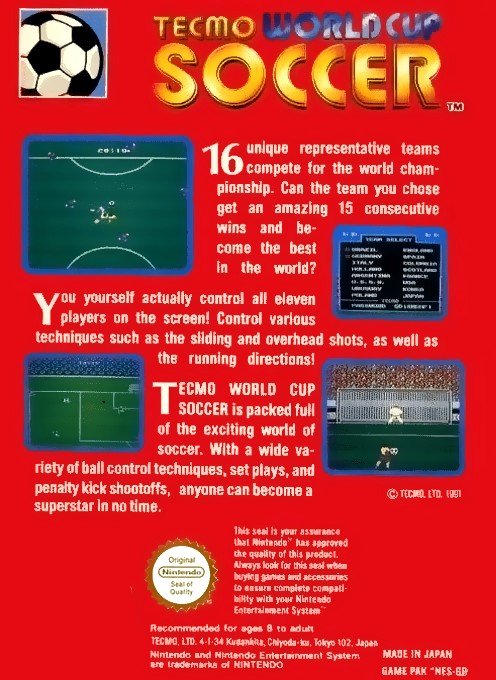 TECMO WORLD CUP
SOCCER
TM
16 unique representative teams
compete for the world cham-
pionship. Can the team you chose
get an amazing 15 consecutive
wins and be-
come the best
in the world?
TEAM SELECT
BRAZIL ENGLAND
GERMANY SPAIN
ITALY COLOMBIA
HOLLAND SCOTLAND
ARGENTINA FRANCE
U.S.S.R. USA
URUGUAY KOREA
POLAND JAPAN
TECMO
PASSWORD
You yourself actually control all eleven
players on the screen! Control various
techniques such as the sliding and overhead shots, as well as
the running directions!
TECMO WORLD CUP
SOCCER is packed full
of the exciting world of
soccer. With a wide va-
riety of ball control techniques, set plays, and
penalty kick shootoffs, anyone can become a
superstar in no time.
© TECMO, LTD. 1991
Original
Nintendo
Seal of
Quality
This seal is your assurance
that Nintendo™ has approved
the quality of this product.
Always look for this seal when
buying games and accessories
to ensure complete compati-
bility with your Nintendo
Entertainment System™
Recommended for ages 8 to adult
TECMO, LTD. 4-1-34 Kudankita, Chiyoda-ku, Tokyo 102, Japan
Nintendo and Nintendo Entertainment System
are trademarks of NINTENDO
MADE IN JAPAN
GAME PAK "NES-GP